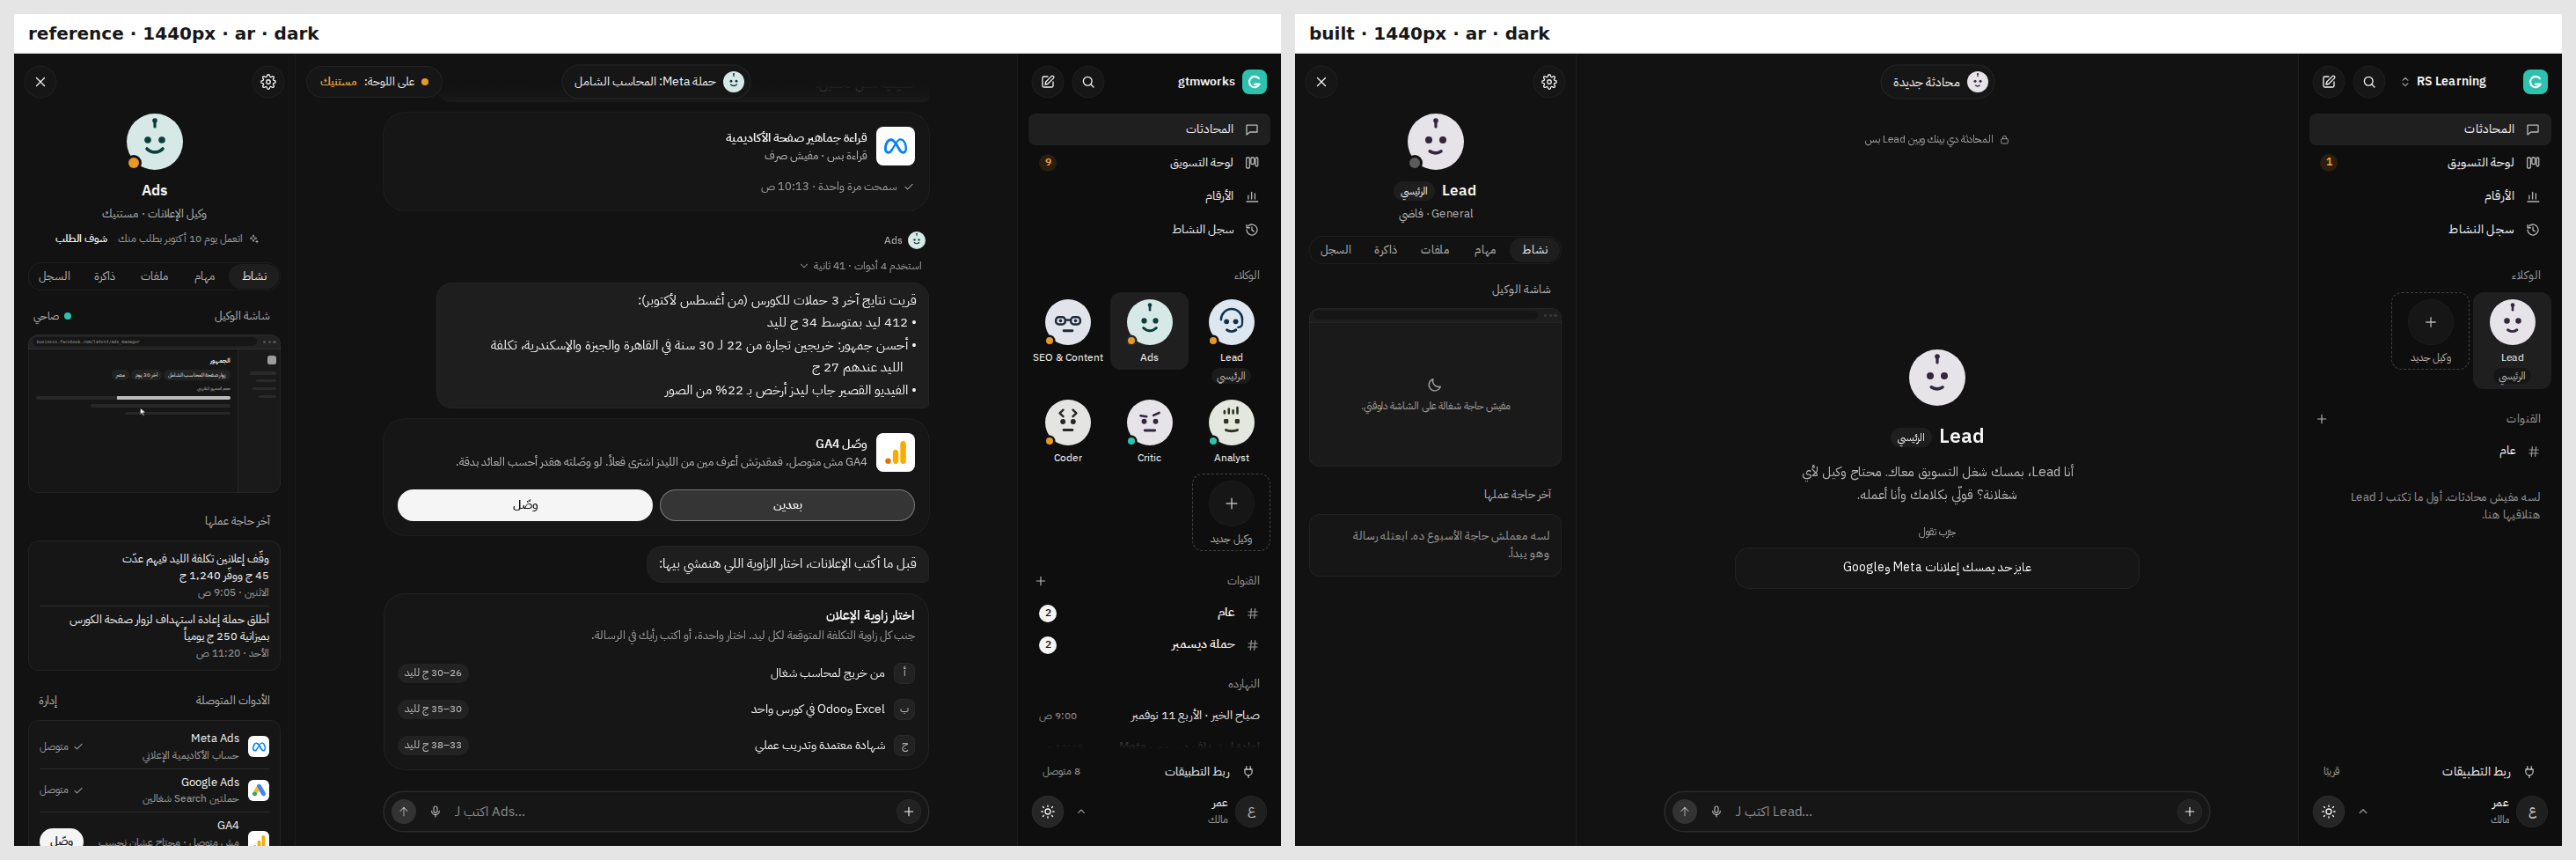 reference · 1440px · ar · dark
gtmworks
المحادثات
لوحة التسويق
9
الأرقام
سجل النشاط
الوكلاء
Lead
الرئيسي
Ads
SEO & Content
Analyst
Critic
Coder
وكيل جديد
القنوات
عام
2
حملة ديسمبر
2
النهارده
صباح الخير · الأربع 11 نوفمبر
9:00 ص
ربط التطبيقات
8 متوصل
ع
عمر
مالك
حملة Meta: المحاسب الشامل
على اللوحة: مستنيك
قراءة جماهير صفحة الأكاديمية
قراءة بس · مفيش صرف
سمحت مرة واحدة · 10:13 ص
Ads
استخدم 4 أدوات · 41 ثانية
قريت نتايج آخر 3 حملات للكورس (من أغسطس لأكتوبر):
• 412 ليد بمتوسط 34 ج لليد
• أحسن جمهور: خريجين تجارة من 22 لـ 30 سنة في القاهرة والجيزة والإسكندرية، تكلفة
الليد عندهم 27 ج
• الفيديو القصير جاب ليدز أرخص بـ 22% من الصور
وصّل GA4
GA4 مش متوصل، فمقدرتش أعرف مين من الليدز اشترى فعلاً. لو وصّلته هقدر أحسب العائد بدقة.
بعدين
وصّل
قبل ما أكتب الإعلانات، اختار الزاوية اللي هنمشي بيها:
اختار زاوية الإعلان
جنب كل زاوية التكلفة المتوقعة لكل ليد. اختار واحدة، أو اكتب رأيك في الرسالة.
أ
من خريج لمحاسب شغال
26–30 ج لليد
ب
Excel وOdoo في كورس واحد
30–35 ج لليد
ج
شهادة معتمدة وتدريب عملي
33–38 ج لليد
اكتب لـ Ads...
Ads
وكيل الإعلانات · مستنيك
اتعمل يوم 10 أكتوبر بطلب منك
شوف الطلب
نشاط
مهام
ملفات
ذاكرة
السجل
شاشة الوكيل
صاحي
business.facebook.com/latest/ads_manager
الجمهور
آخر حاجة عملها
وقّف إعلانين تكلفة الليد فيهم عدّت
45 ج ووفّر 1,240 ج
الاثنين · 9:05 ص
أطلق حملة إعادة استهداف لزوار صفحة الكورس
بميزانية 250 ج يومياً
الأحد · 11:20 ص
الأدوات المتوصلة
إدارة
Meta Ads
حساب الأكاديمية الإعلاني
متوصل
Google Ads
حملتين Search شغالين
متوصل
GA4
مش متوصل · محتاج عشان نحسب
وصّل
built · 1440px · ar · dark
RS Learning
المحادثات
لوحة التسويق
1
الأرقام
سجل النشاط
الوكلاء
Lead
الرئيسي
وكيل جديد
القنوات
عام
لسه مفيش محادثات. أول ما تكتب لـ Lead
هتلاقيها هنا.
ربط التطبيقات
قريبًا
ع
عمر
مالك
محادثة جديدة
المحادثة دي بينك وبين Lead بس
Lead
الرئيسي
أنا Lead، بمسك شغل التسويق معاك. محتاج وكيل لأي
شغلانة؟ قولّي بكلامك وأنا أعمله.
جرّب تقول
عايز حد يمسك إعلانات Meta وGoogle
اكتب لـ Lead...
Lead
الرئيسي
General · فاضي
نشاط
مهام
ملفات
ذاكرة
السجل
شاشة الوكيل
مفيش حاجة شغالة على الشاشة دلوقتي.
آخر حاجة عملها
لسه معملش حاجة الأسبوع ده. ابعتله رسالة
وهو يبدأ.